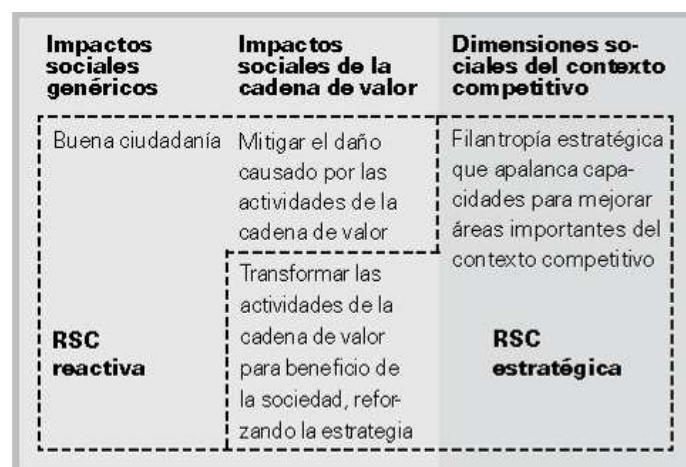 Impactos
sociales
genéricos
Impactos
sociales de la
cadena de valor
Dimensiones so-
ciales del contexto
competitivo
Buena ciudadanía
Mitigar el daño
causado por las
actividades de la
cadena de valor
Filantropía estratégica
que apalanca capa-
cidades para mejorar
áreas importantes del
contexto competitivo
Transformar las
actividades de la
cadena de valor
para beneficio de
la sociedad, refor-
zando la estrategia
RSC
reactiva
RSC
estratégica